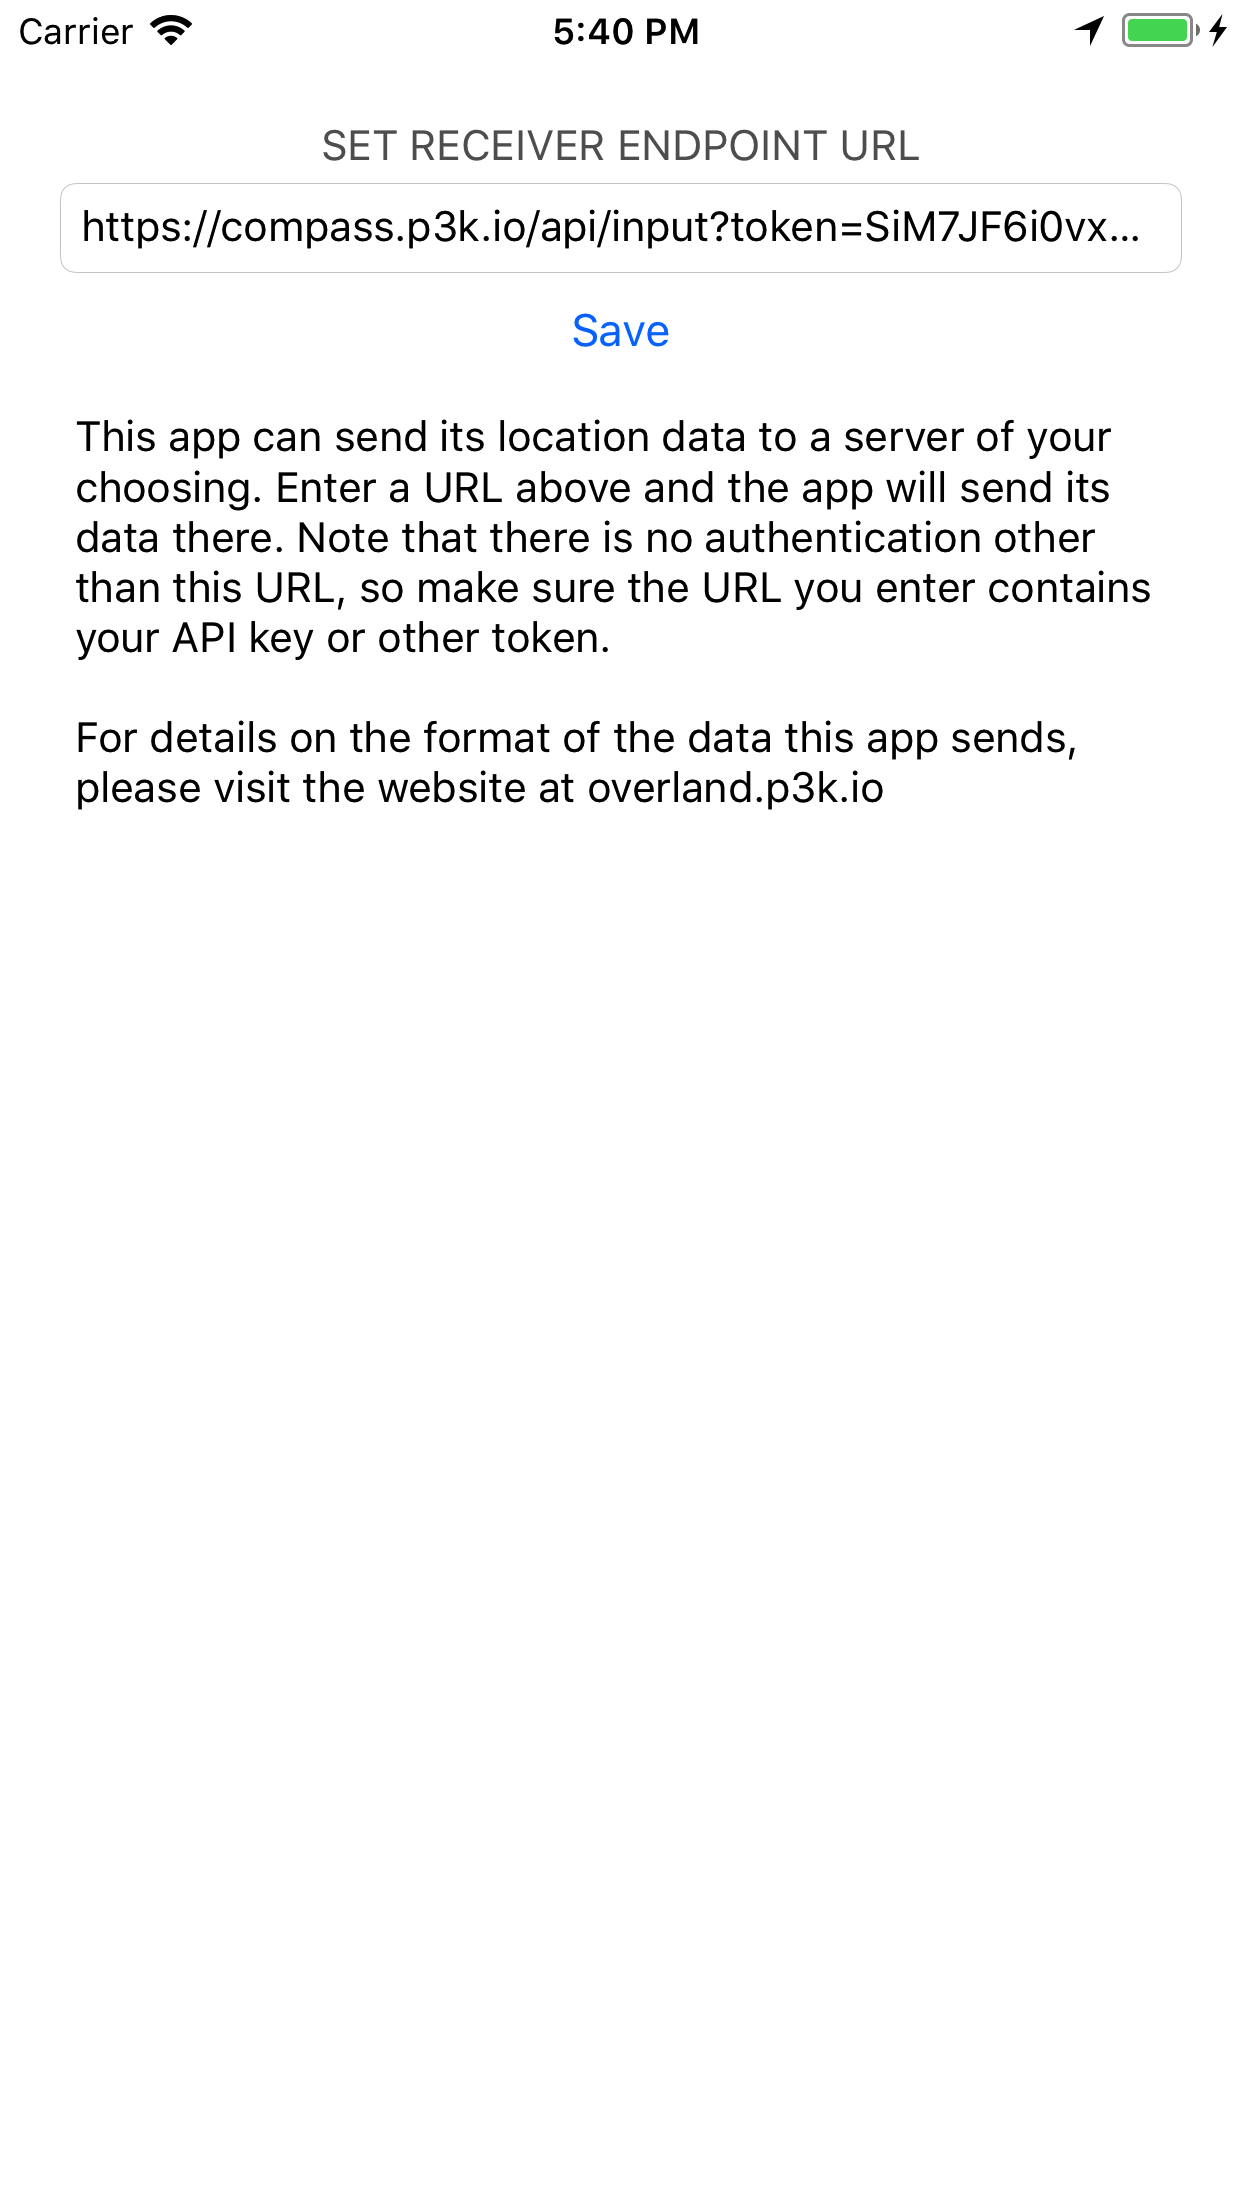 Carrier 5:40 PM
SET RECEIVER ENDPOINT URL
https://compass.p3k.io/api/input?token=SiM7JF6i0vx...
Save
This app can send its location data to a server of your
choosing. Enter a URL above and the app will send its
data there. Note that there is no authentication other
than this URL, so make sure the URL you enter contains
your API key or other token.
For details on the format of the data this app sends,
please visit the website at overland.p3k.io